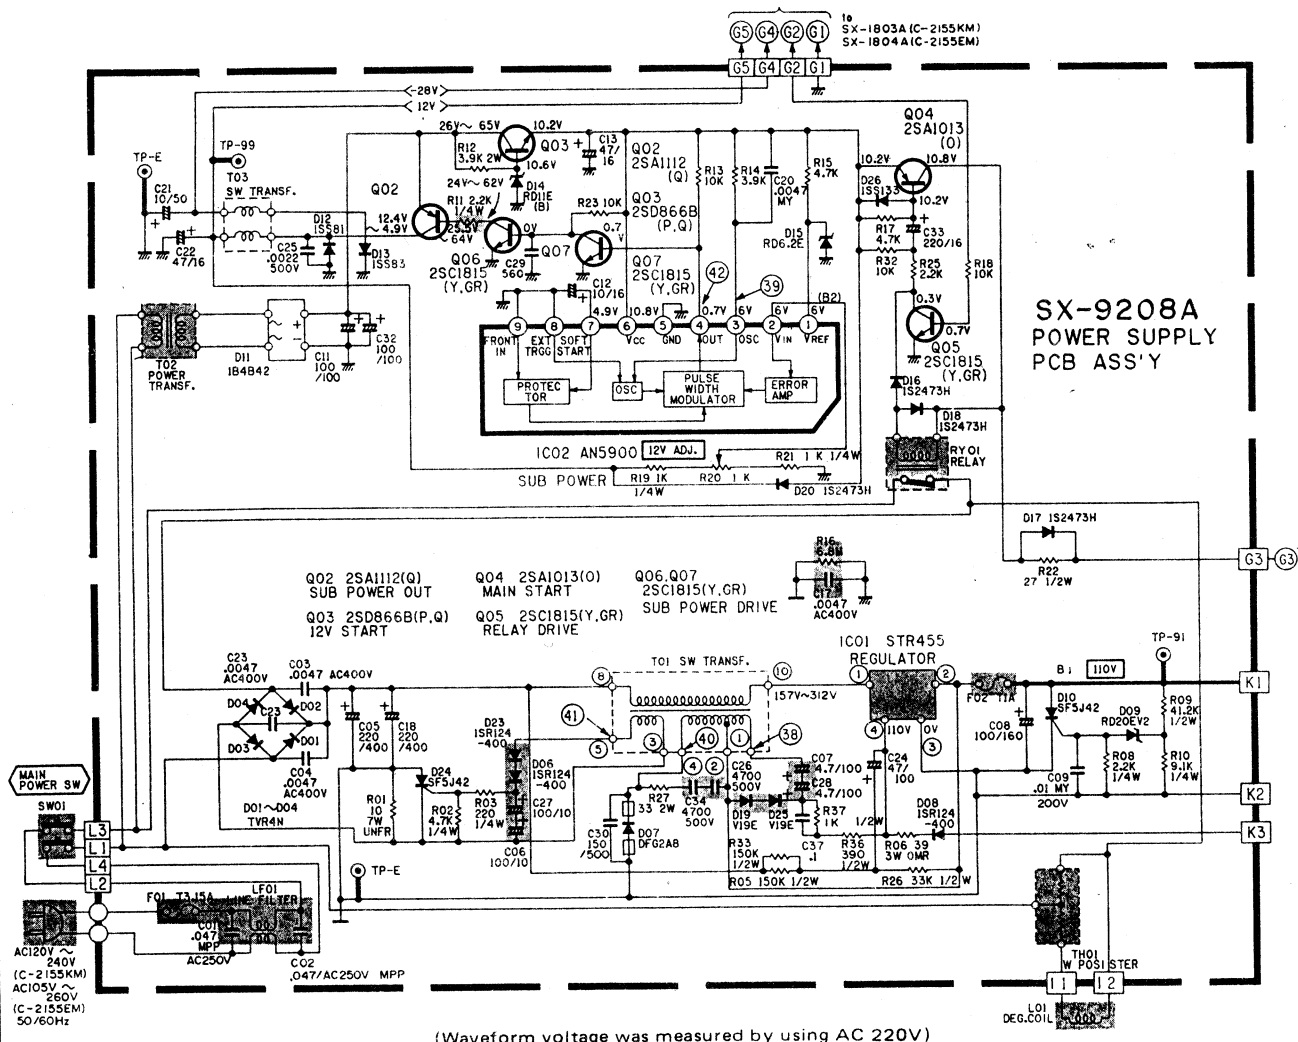 to
SX-1803A(C-2155KM)
SX-1804A(C-2155EM)
G5 G4 G2 G1
G5 G4 G2 G1
-28V
12V
TP-E
TP-99
T03
SW TRANSF.
C21
10/50
C22
47/16
C25
.0022
500V
D12
1SS81
D13
1SS83
Q02
12.4V
~ 4.9V
26V~ 65V
10.2V
R12
3.9K 2W
Q03
10.6V
24V~ 62V
R11 2.2K
1/4W
25.5V
~ 64V
D14
RD11E
(B)
C13
47/
16
Q02
2SA1112
(Q)
Q03
2SD866B
(P,Q)
Q07
2SC1815
(Y,GR)
R23 10K
0V
0.7
V
Q07
Q06
2SC1815
(Y,GR)
C29
560
C12
10/16
R13
10K
R14
3.9K
C20
.0047
MY
R15
4.7K
D15
RD6.2E
Q04
2SA1013
(O)
10.2V
10.8V
D26
1SS133
10.2V
R17
4.7K
C33
220/16
R32
10K
R25
2.2K
R18
10K
0.3V
0.7V
Q05
2SC1815
(Y,GR)
D16
1S2473H
D18
1S2473H
RY01
RELAY
42
39
4.9V 10.8V 0.7V 6V 6V (B2) 6V
9 8 7 6 5 4 3 2 1
FRONT IN
EXT TRGG
SOFT START
VCC
GND
OUT
OSC
VIN
VREF
PROTEC
TOR
OSC
PULSE
WIDTH
MODULATOR
ERROR
AMP
IC02 AN5900
12V ADJ.
SUB POWER
R19 1K
1/4W
R20 1 K
R21 1 K 1/4W
D20 1S2473H
T02
POWER
TRANSF.
D11
1B4B42
C11
100
/100
C32
100
/100
SX-9208A
POWER SUPPLY
PCB ASS'Y
D17 1S2473H
R22
27 1/2W
G3 G3
R16
6.8M
C17
.0047
AC400V
Q02 2SA1112(Q)
SUB POWER OUT
Q03 2SD866B(P,Q)
12V START
Q04 2SA1013(O)
MAIN START
Q05 2SC1815(Y,GR)
RELAY DRIVE
Q06,Q07
2SC1815(Y,GR)
SUB POWER DRIVE
C23
.0047
AC400V
C03
.0047 AC400V
D04
D02
C23
D03
D01
C04
.0047
AC400V
D01~D04
TVR4N
C05
220
/400
C18
220
/400
D24
SF5J42
R01
10
7W
UNFR
R02
4.7K
1/4W
R03
220
1/4W
D23
1SR124
-400
D06
1SR124
-400
C27
100/10
C06
100/10
T01 SW TRANSF.
8
10
41
5
3
40
1
38
4
2
157V~312V
R27
33 2W
C34
4700
500V
C26
4700
500V
C30
150
/500
D07
DFG2A8
C07
4.7/100
C28
4.7/100
D19
V19E
D25
V19E
R37
1K
C37
.1
R33
150K
1/2W
R05 150K 1/2W
R36
390
1/2W
1/2W
R06 39
3W OMR
R26 33K 1/2W
D08
1SR124
-400
IC01 STR455
REGULATOR
1 2
4
110V
0V
3
C24
47/
100
F02 T1A
B1
110V
TP-91
C08
100/160
D10
SF5J42
D09
RD20EV2
C09
.01 MY
200V
R08
2.2K
1/4W
R09
41.2K
1/2W
R10
9.1K
1/4W
K1
K2
K3
MAIN
POWER SW
SW01
L3
L1
L4
L2
TP-E
F01 T3.15A
LF01
LINE FILTER
C01
.047
MPP
AC250V
C02
.047/AC250V MPP
AC120V ~
240V
(C-2155KM)
AC105V ~
260V
(C-2155EM)
50/60Hz
TH01
W POSISTER
I1 I2
L01
DEG.COIL
(Waveform voltage was measured by using AC 220V)